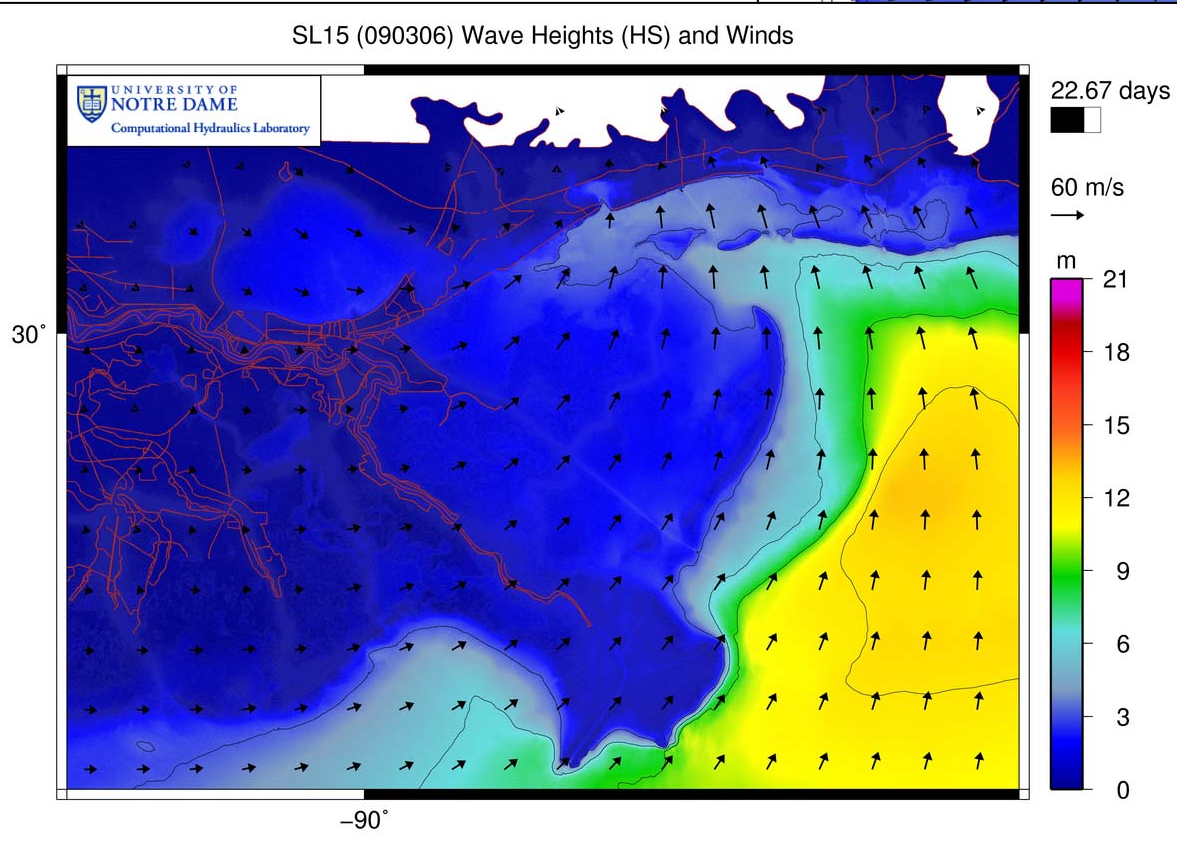 SL15 (090306) Wave Heights (HS) and Winds
UNIVERSITY OF
NOTRE DAME
Computational Hydraulics Laboratory
22.67 days
60 m/s
m
21
18
15
12
9
6
3
0
30°
−90°